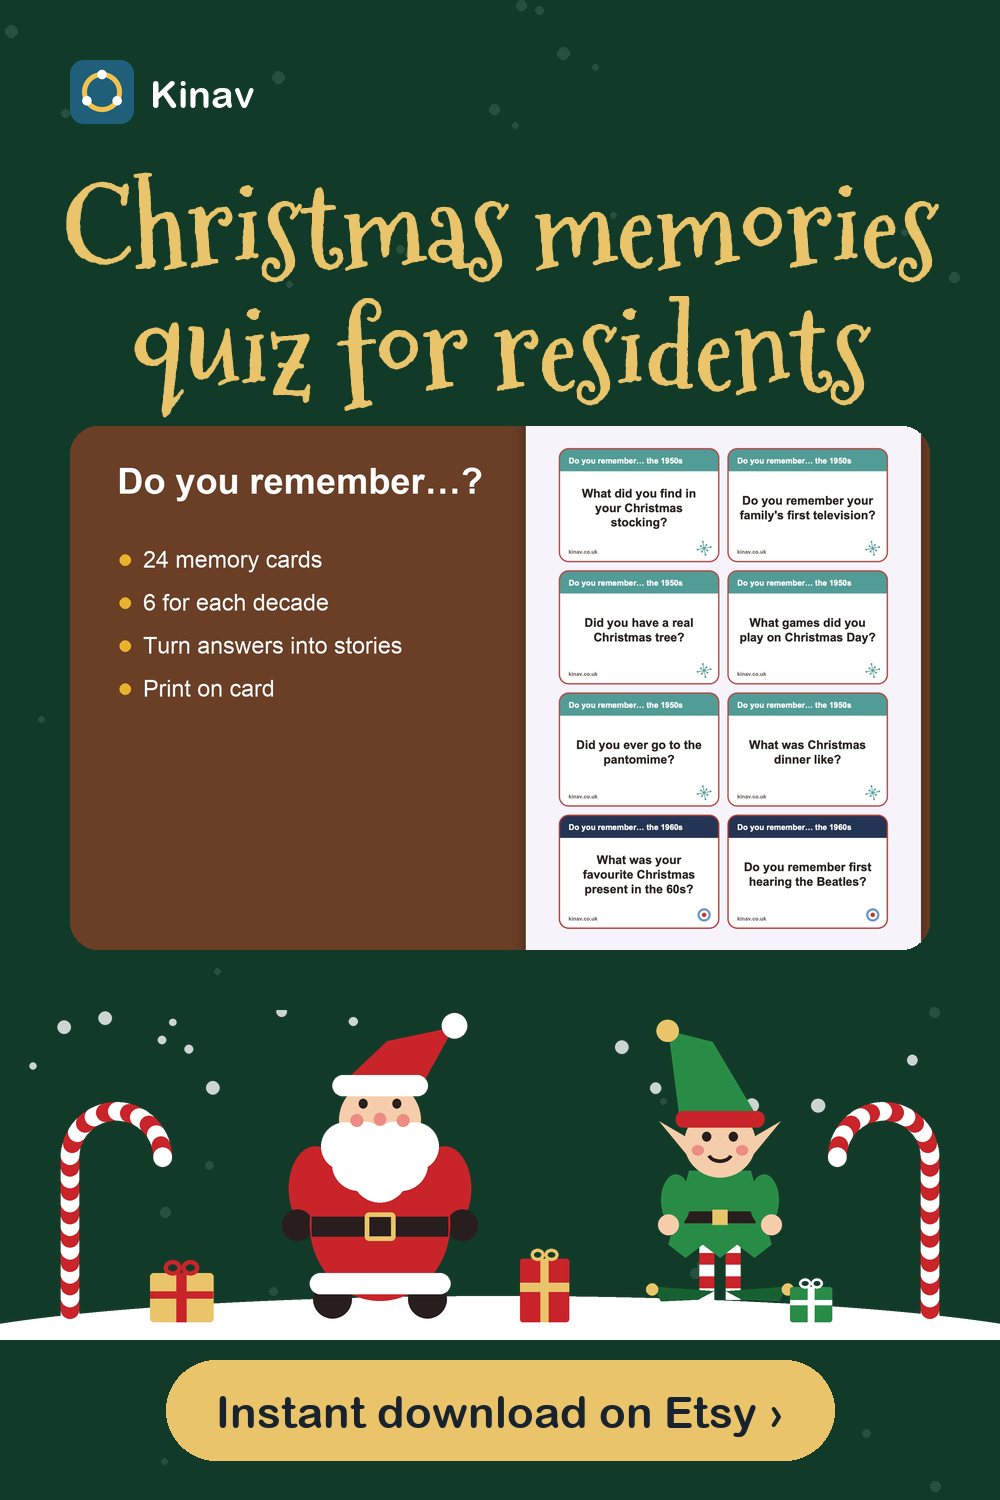 Kinav
Christmas memories
quiz for residents
Do you remember...?
24 memory cards
6 for each decade
Turn answers into stories
Print on card
Do you remember... the 1950s
What did you find in
your Christmas
stocking?
kinav.co.uk
Do you remember... the 1950s
Do you remember your
family's first television?
kinav.co.uk
Do you remember... the 1950s
Did you have a real
Christmas tree?
kinav.co.uk
Do you remember... the 1950s
What games did you
play on Christmas Day?
kinav.co.uk
Do you remember... the 1950s
Did you ever go to the
pantomime?
kinav.co.uk
Do you remember... the 1950s
What was Christmas
dinner like?
kinav.co.uk
Do you remember... the 1960s
What was your
favourite Christmas
present in the 60s?
kinav.co.uk
Do you remember... the 1960s
Do you remember first
hearing the Beatles?
kinav.co.uk
Instant download on Etsy ›